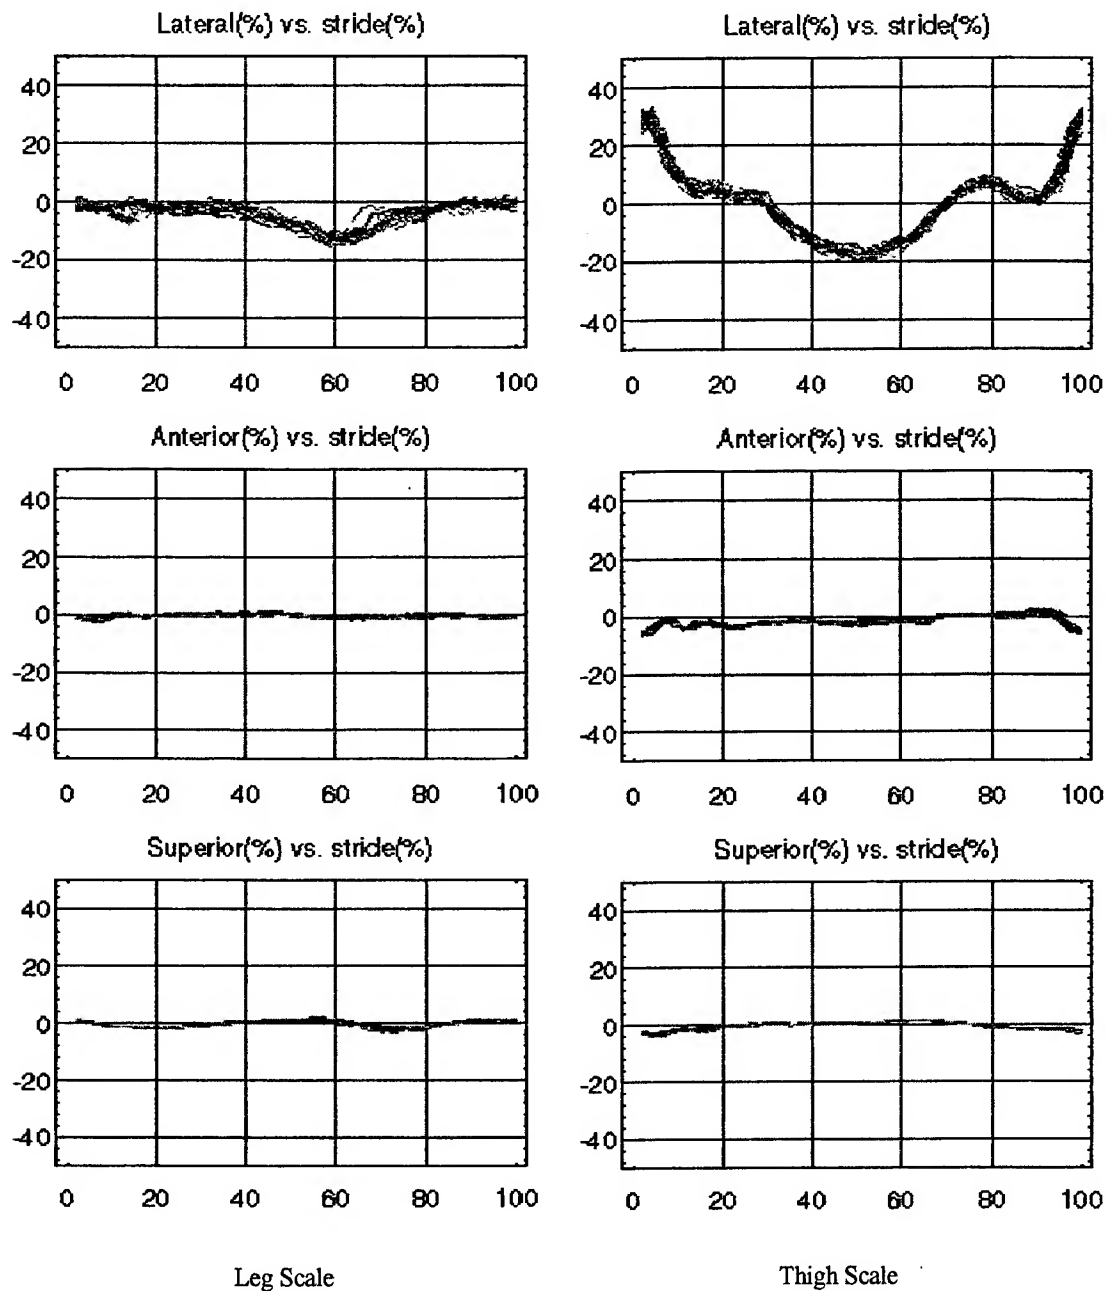 Lateral(%) vs. stride(%)
40
20
0
-20
-40
0 20 40 60 80 100
Lateral(%) vs. stride(%)
40
20
0
-20
-40
0 20 40 60 80 100
Anterior(%) vs. stride(%)
40
20
0
-20
-40
0 20 40 60 80 100
Anterior(%) vs. stride(%)
40
20
0
-20
-40
0 20 40 60 80 100
Superior(%) vs. stride(%)
40
20
0
-20
-40
0 20 40 60 80 100
Superior(%) vs. stride(%)
40
20
0
-20
-40
0 20 40 60 80 100
Leg Scale
Thigh Scale